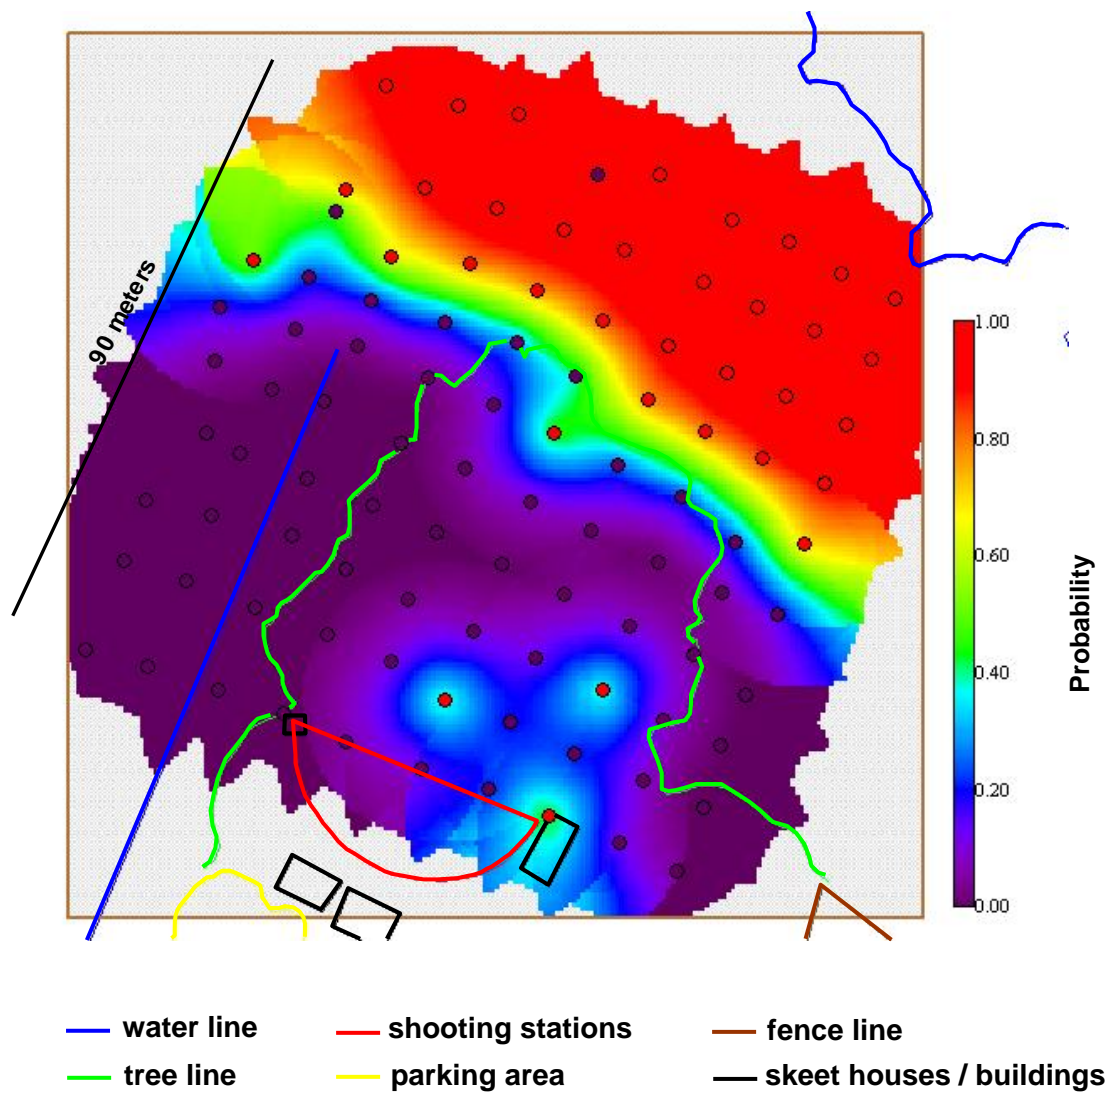 90 meters
1.00
0.80
0.60
0.40
0.20
0.00
Probability
water line
shooting stations
fence line
tree line
parking area
skeet houses / buildings